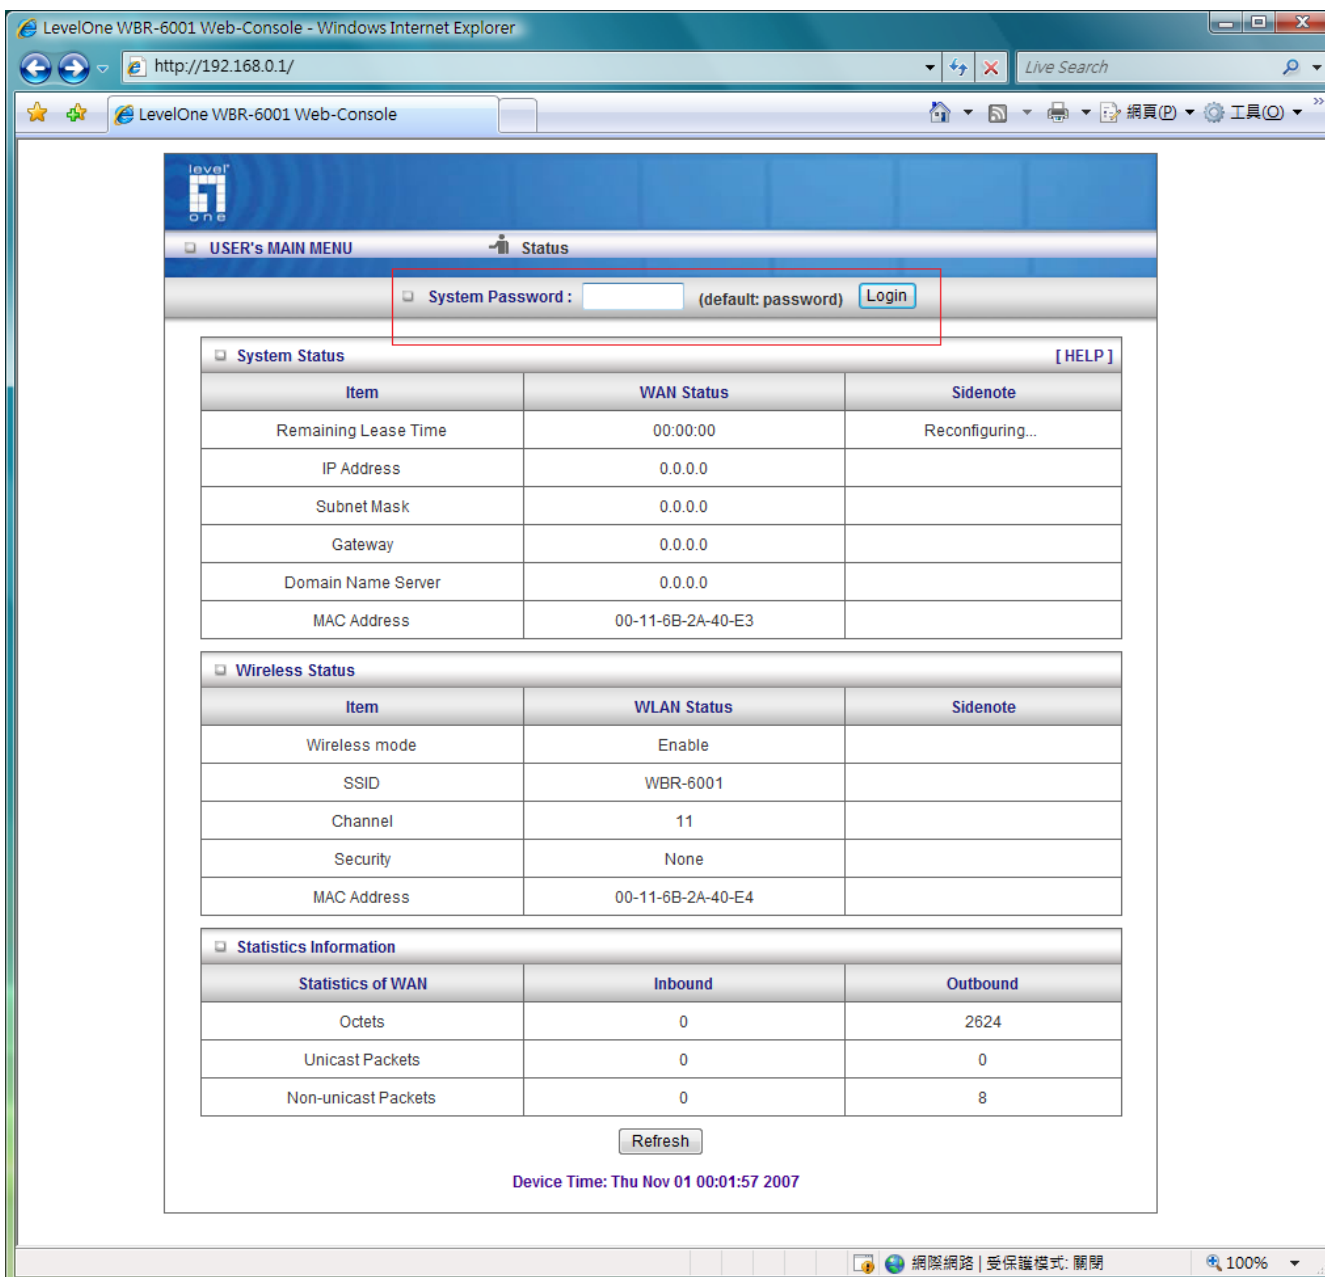 LevelOne WBR-6001 Web-Console - Windows Internet Explorer
http://192.168.0.1/
Live Search
LevelOne WBR-6001 Web-Console
網頁(P) 工具(O)
level
one
USER's MAIN MENU Status
System Password : (default: password) Login
System Status [ HELP ]
Item WAN Status Sidenote
Remaining Lease Time 00:00:00 Reconfiguring...
IP Address 0.0.0.0
Subnet Mask 0.0.0.0
Gateway 0.0.0.0
Domain Name Server 0.0.0.0
MAC Address 00-11-6B-2A-40-E3
Wireless Status
Item WLAN Status Sidenote
Wireless mode Enable
SSID WBR-6001
Channel 11
Security None
MAC Address 00-11-6B-2A-40-E4
Statistics Information
Statistics of WAN Inbound Outbound
Octets 0 2624
Unicast Packets 0 0
Non-unicast Packets 0 8
Refresh
Device Time: Thu Nov 01 00:01:57 2007
網際網路 | 受保護模式: 關閉 100%